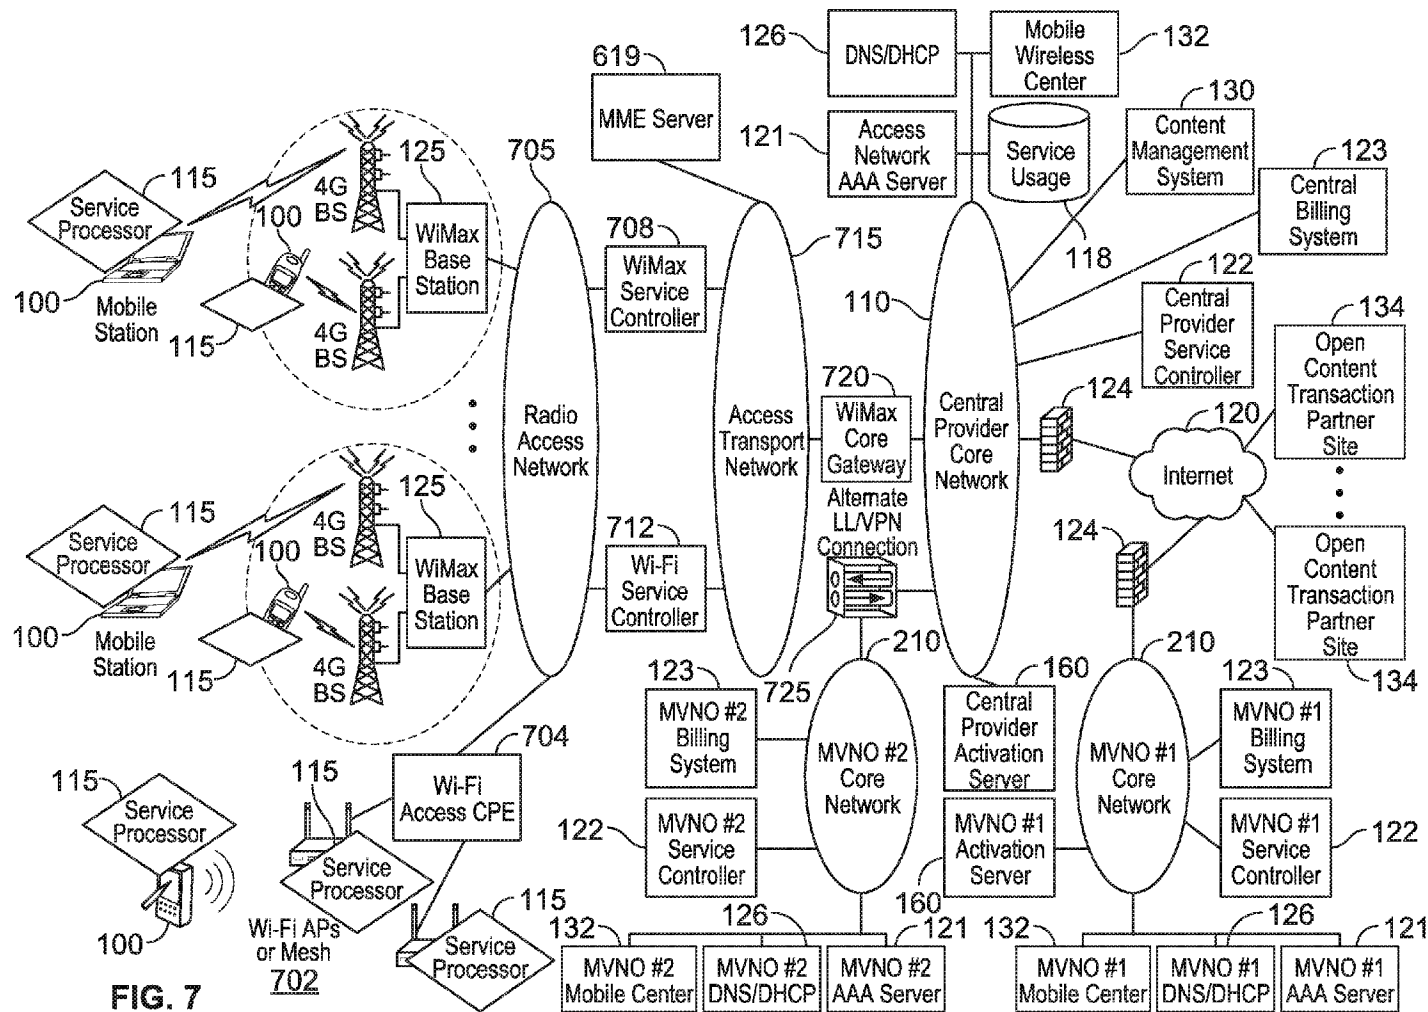 126
DNS/DHCP
Mobile
Wireless
Center
132
619
MME Server
121
Access
Network
AAA Server
Service
Usage
118
130
Content
Management
System
123
Central
Billing
System
122
Central
Provider
Service
Controller
134
Open
Content
Transaction
Partner
Site
115
Service
Processor
100
Mobile
Station
4G
BS
100
115
4G
BS
125
WiMax
Base
Station
705
Radio
Access
Network
708
WiMax
Service
Controller
715
Access
Transport
Network
110
Central
Provider
Core
Network
720
WiMax
Core
Gateway
124
120
Internet
115
Service
Processor
100
Mobile
Station
4G
BS
100
115
4G
BS
125
WiMax
Base
Station
712
Wi-Fi
Service
Controller
Alternate
LL/VPN
Connection
725
124
Open
Content
Transaction
Partner
Site
134
210
MVNO #2
Core
Network
123
MVNO #2
Billing
System
122
MVNO #2
Service
Controller
160
Central
Provider
Activation
Server
MVNO #1
Activation
Server
160
210
MVNO #1
Core
Network
123
MVNO #1
Billing
System
MVNO #1
Service
Controller
122
115
Service
Processor
100
704
Wi-Fi
Access CPE
115
Service
Processor
Wi-Fi APs
or Mesh
702
115
Service
Processor
132
MVNO #2
Mobile Center
126
MVNO #2
DNS/DHCP
121
MVNO #2
AAA Server
132
MVNO #1
Mobile Center
126
MVNO #1
DNS/DHCP
121
MVNO #1
AAA Server
FIG. 7